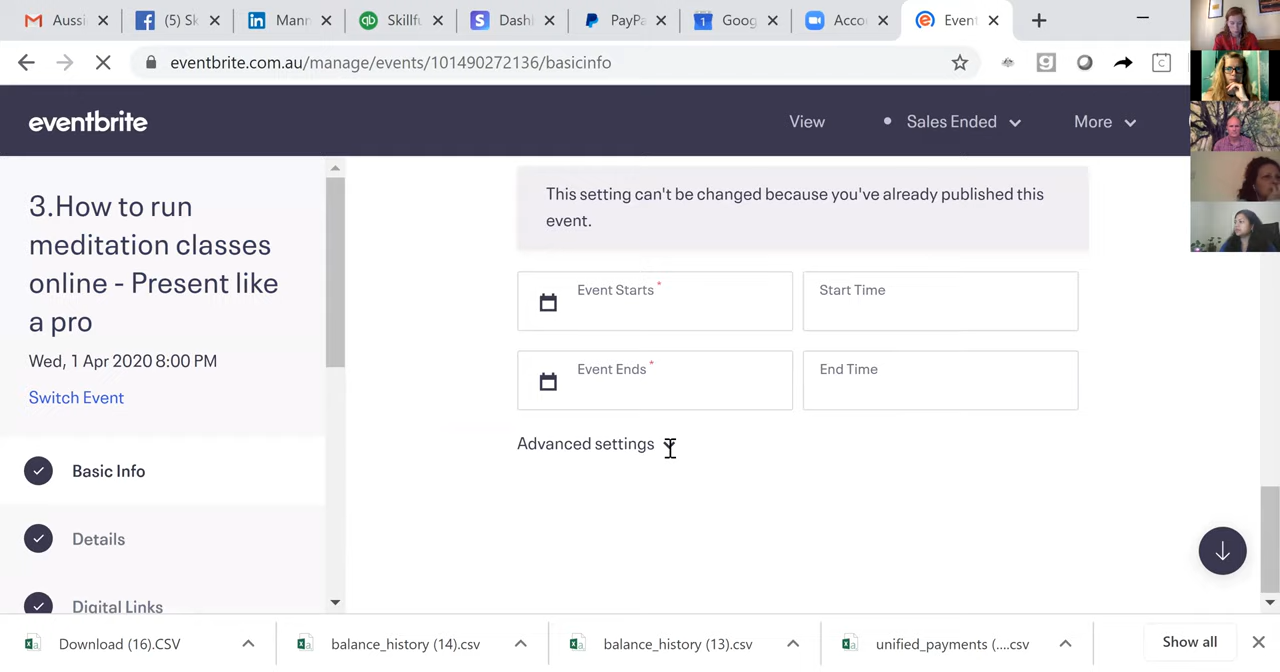 Aussi
(5) Sk
Mann
Skillfu
Dashl
PayPa
Goog
Acco
Event
eventbrite.com.au/manage/events/101490272136/basicinfo
eventbrite
View
Sales Ended
More
3.How to run
meditation classes
online - Present like
a pro
Wed, 1 Apr 2020 8:00 PM
Switch Event
Basic Info
Details
Digital Links
This setting can't be changed because you've already published this
event.
Event Starts *
Start Time
Event Ends *
End Time
Advanced settings
Download (16).CSV
balance_history (14).csv
balance_history (13).csv
unified_payments (....csv
Show all